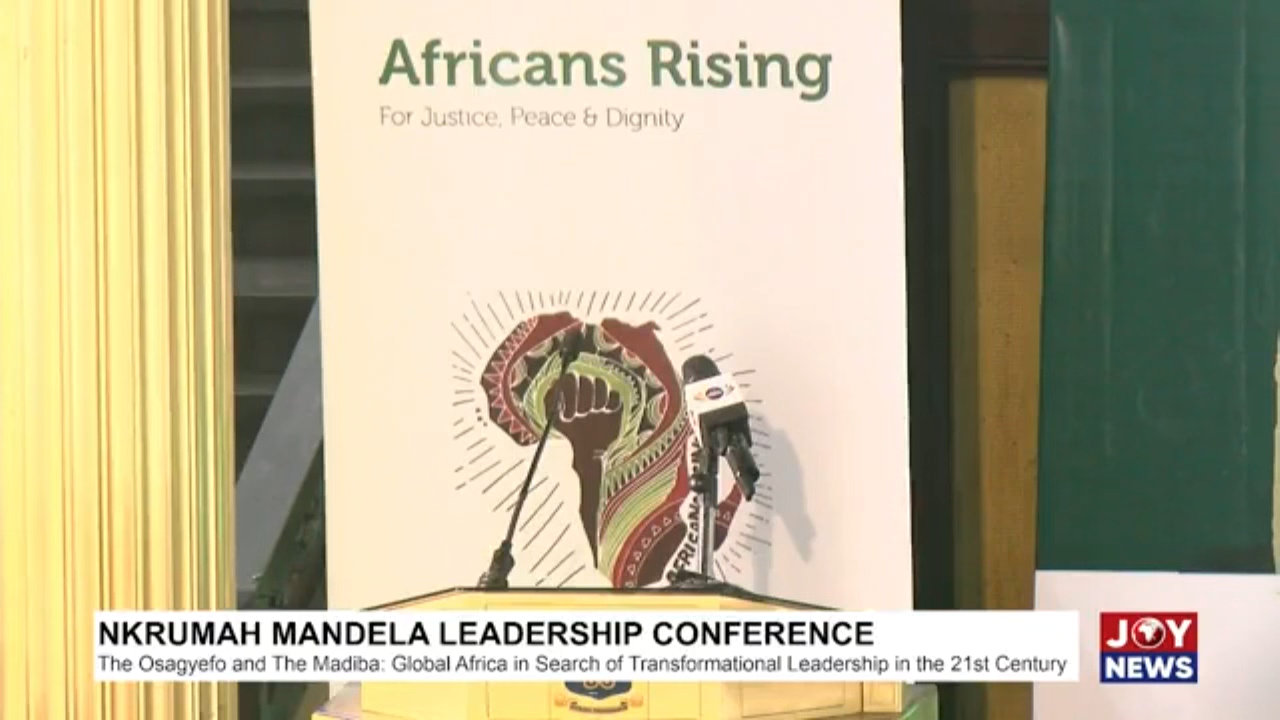 Africans Rising
For Justice, Peace & Dignity
NKRUMAH MANDELA LEADERSHIP CONFERENCE
The Osagyefo and The Madiba: Global Africa in Search of Transformational Leadership in the 21st Century
JOY
NEWS